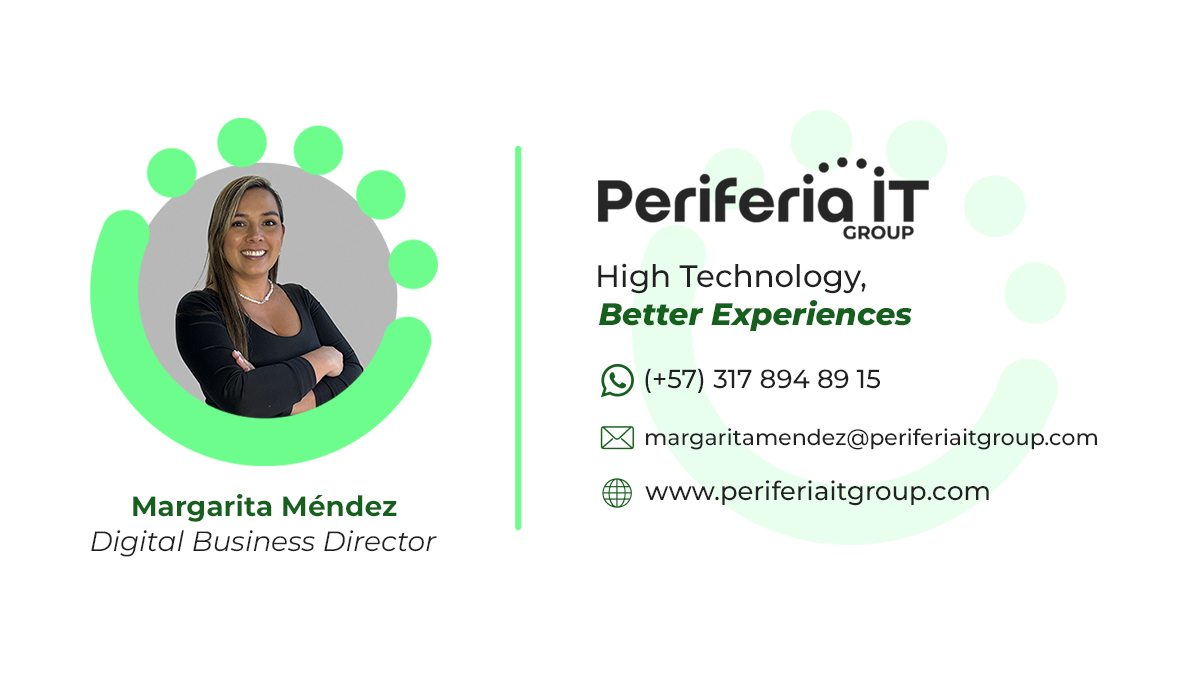 Margarita Méndez
Digital Business Director
Periferia IT
GROUP
High Technology,
Better Experiences
(+57) 317 894 89 15
margaritamendez@periferiaitgroup.com
www.periferiaitgroup.com